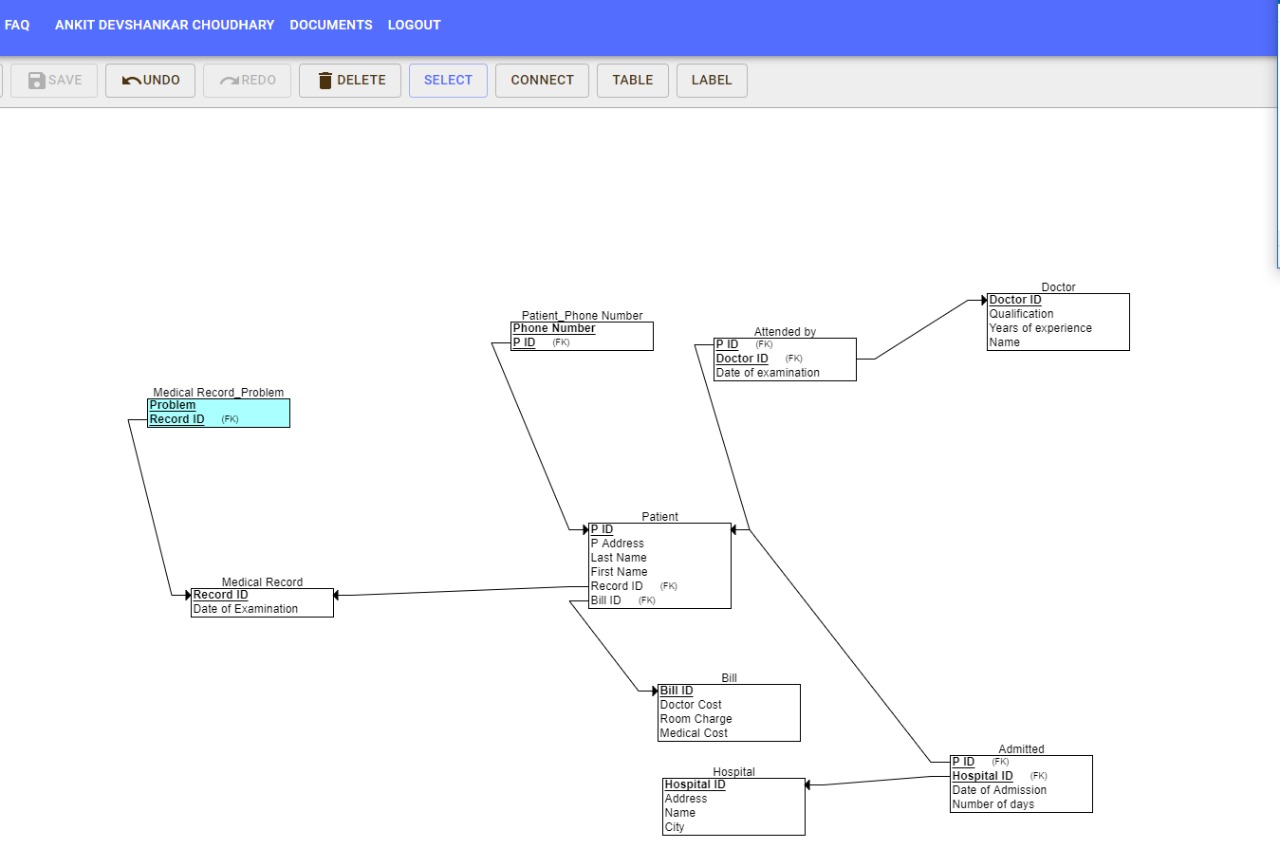 FAQ ANKIT DEVSHANKAR CHOUDHARY DOCUMENTS LOGOUT
SAVE UNDO REDO DELETE SELECT CONNECT TABLE LABEL
Doctor
Doctor ID
Qualification
Years of experience
Name
Patient_Phone Number
Phone Number
P ID (FK)
Attended by
P ID (FK)
Doctor ID (FK)
Date of examination
Medical Record_Problem
Problem
Record ID (FK)
Patient
P ID
P Address
Last Name
First Name
Record ID (FK)
Bill ID (FK)
Medical Record
Record ID
Date of Examination
Bill
Bill ID
Doctor Cost
Room Charge
Medical Cost
Admitted
P ID (FK)
Hospital ID (FK)
Date of Admission
Number of days
Hospital
Hospital ID
Address
Name
City